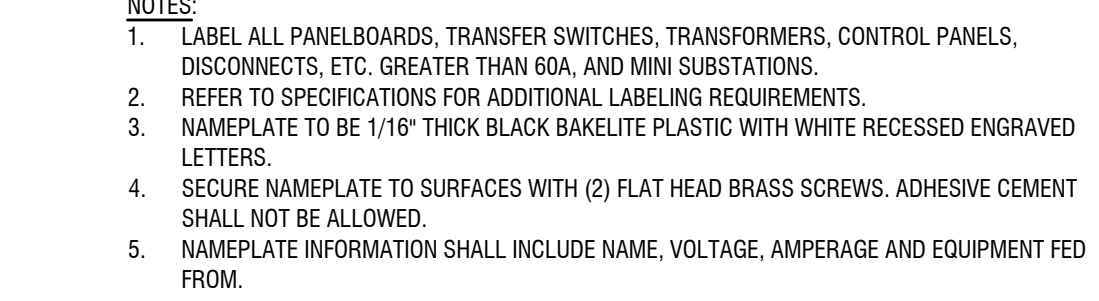 NOTES:
1. LABEL ALL PANELBOARDS, TRANSFER SWITCHES, TRANSFORMERS, CONTROL PANELS,
DISCONNECTS, ETC. GREATER THAN 60A, AND MINI SUBSTATIONS.
2. REFER TO SPECIFICATIONS FOR ADDITIONAL LABELING REQUIREMENTS.
3. NAMEPLATE TO BE 1/16" THICK BLACK BAKELITE PLASTIC WITH WHITE RECESSED ENGRAVED
LETTERS.
4. SECURE NAMEPLATE TO SURFACES WITH (2) FLAT HEAD BRASS SCREWS. ADHESIVE CEMENT
SHALL NOT BE ALLOWED.
5. NAMEPLATE INFORMATION SHALL INCLUDE NAME, VOLTAGE, AMPERAGE AND EQUIPMENT FED
FROM.